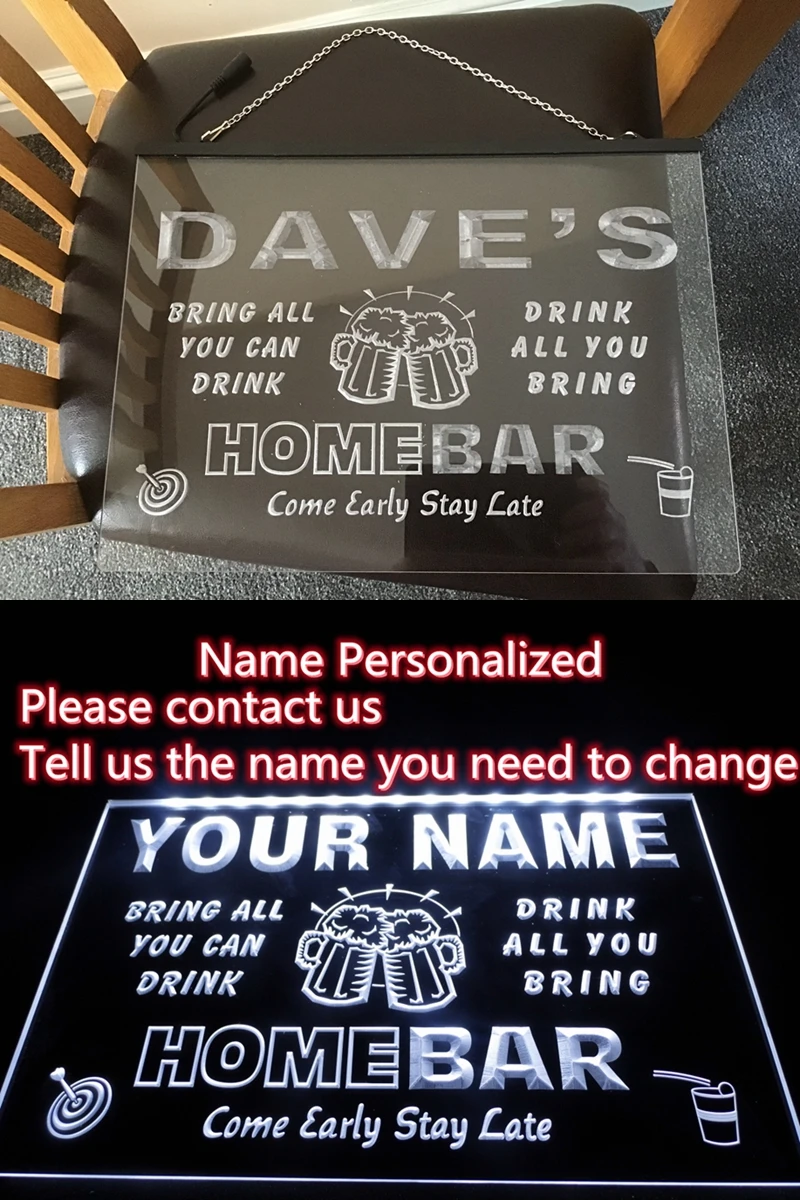 DAVE'S
BRING ALL
YOU CAN
DRINK
DRINK
ALL YOU
BRING
HOMEBAR
Come Early Stay Late
Name Personalized
Please contact us
Tell us the name you need to change
YOUR NAME
BRING ALL
YOU CAN
DRINK
DRINK
ALL YOU
BRING
HOMEBAR
Come Early Stay Late